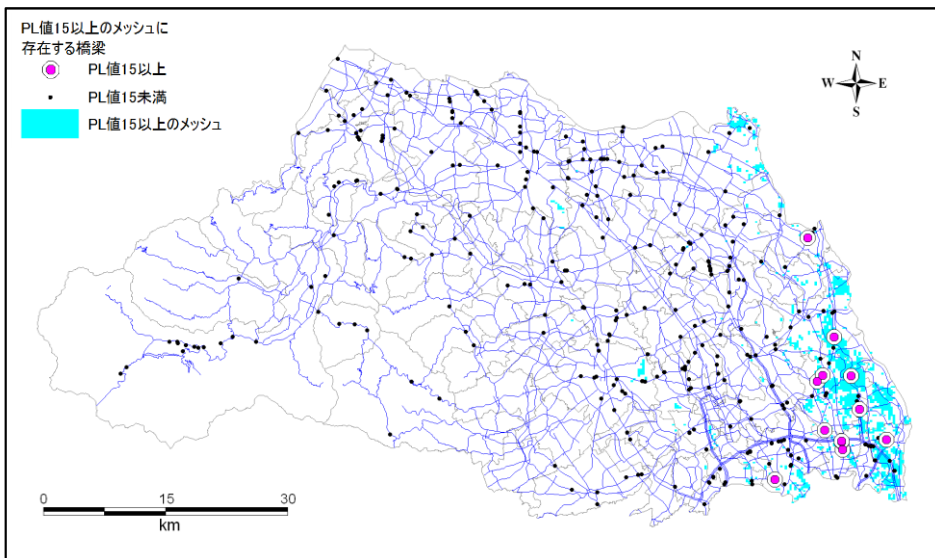 PL値15以上のメッシュに
存在する橋梁
PL値15以上
PL値15未満
PL値15以上のメッシュ
N
W E
S
0 15 30
km